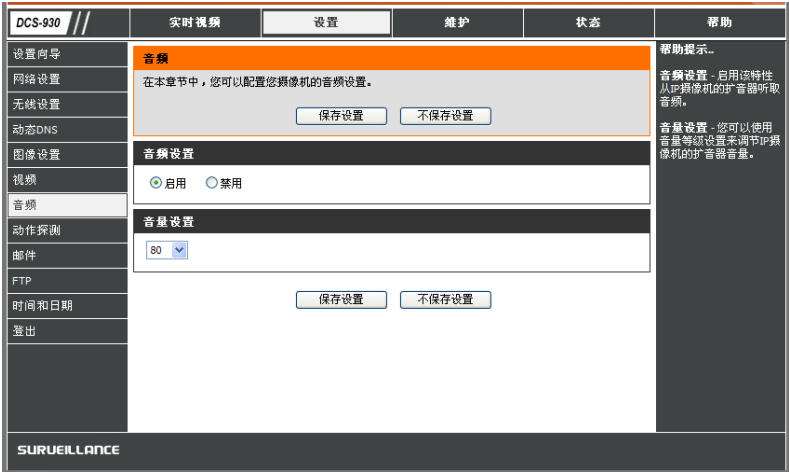 DCS-930
实时视频
设置
维护
状态
帮助
设置向导
网络设置
无线设置
动态DNS
图像设置
视频
音频
动作探测
邮件
FTP
时间和日期
登出
音频
在本章节中，您可以配置您摄像机的音频设置。
保存设置
不保存设置
音频设置
启用
禁用
音量设置
80
保存设置
不保存设置
帮助提示..
音频设置 - 启用该特性
从IP摄像机的扩音器听取
音频。
音量设置 - 您可以使用
音量等级设置来调节IP摄
像机的扩音器音量。
SURVEILLANCE